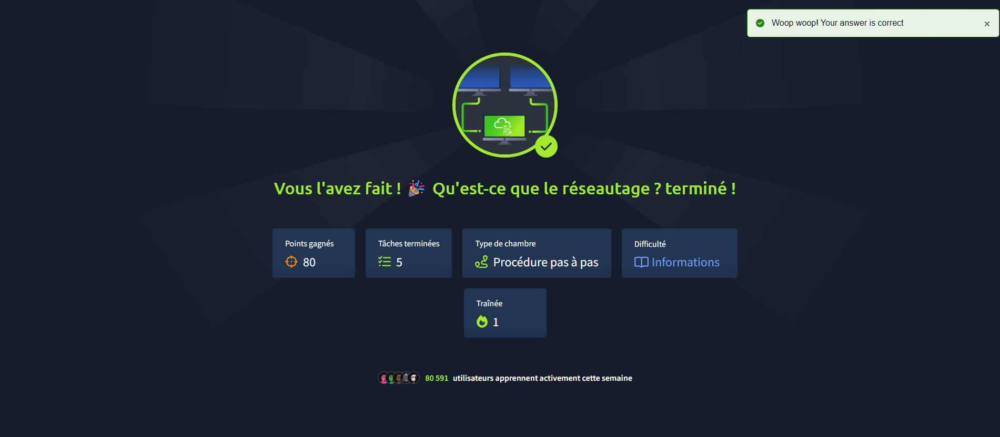 Woop woop! Your answer is correct
Vous l'avez fait ! Qu'est-ce que le réseautage ? terminé !
Points gagnés
80
Tâches terminées
5
Type de chambre
Procédure pas à pas
Difficulté
Informations
Traînée
1
80 591 utilisateurs apprennent activement cette semaine